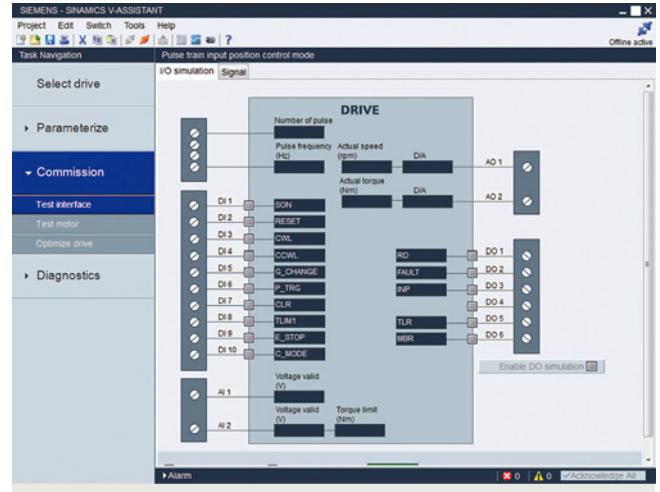 SIEMENS - SINAMICS V-ASSISTANT
Project Edit Switch Tools Help
Offline active
Task Navigation
Pulse train input position control mode
Select drive
Parameterize
Commission
Test interface
Test motor
Optimize drive
Diagnostics
I/O simulation Signal
DRIVE
Number of pulse
Pulse frequency
(Hz)
Actual speed
(rpm)
D/A
AO 1
Actual torque
(Nm)
D/A
AO 2
DI 1 SON
DI 2 RESET
DI 3 CWL
DI 4 CCWL
DI 5 G_CHANGE
DI 6 P_TRG
DI 7 CLR
DI 8 TLIM1
DI 9 E_STOP
DI 10 C_MODE
RD DO 1
FAULT DO 2
INP DO 3
DO 4
TLR DO 5
MBR DO 6
Enable DO simulation
AI 1
Voltage valid
(V)
AI 2
Voltage valid
(V)
Torque limit
(Nm)
Alarm
0
0
Acknowledge All